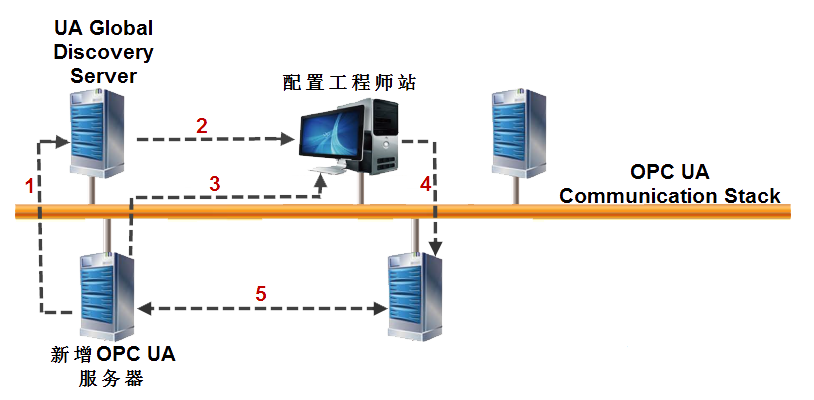 UA Global
Discovery
Server
配置工程师站
2
1
3
4
OPC UA
Communication Stack
5
新增OPC UA
服务器